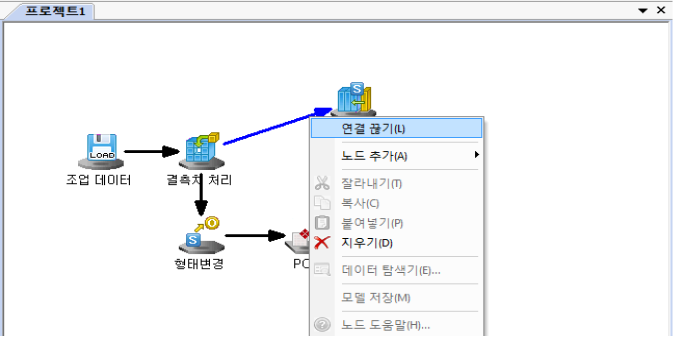 프로젝트1
S
연결 끊기(L)
노드 추가(A)
LOAD
조업 데이터
결측치 처리
잘라내기(T)
복사(C)
붙여넣기(P)
지우기(D)
S
O
형태변경
PC
데이터 탐색기(E)...
모델 저장(M)
노드 도움말(H)...